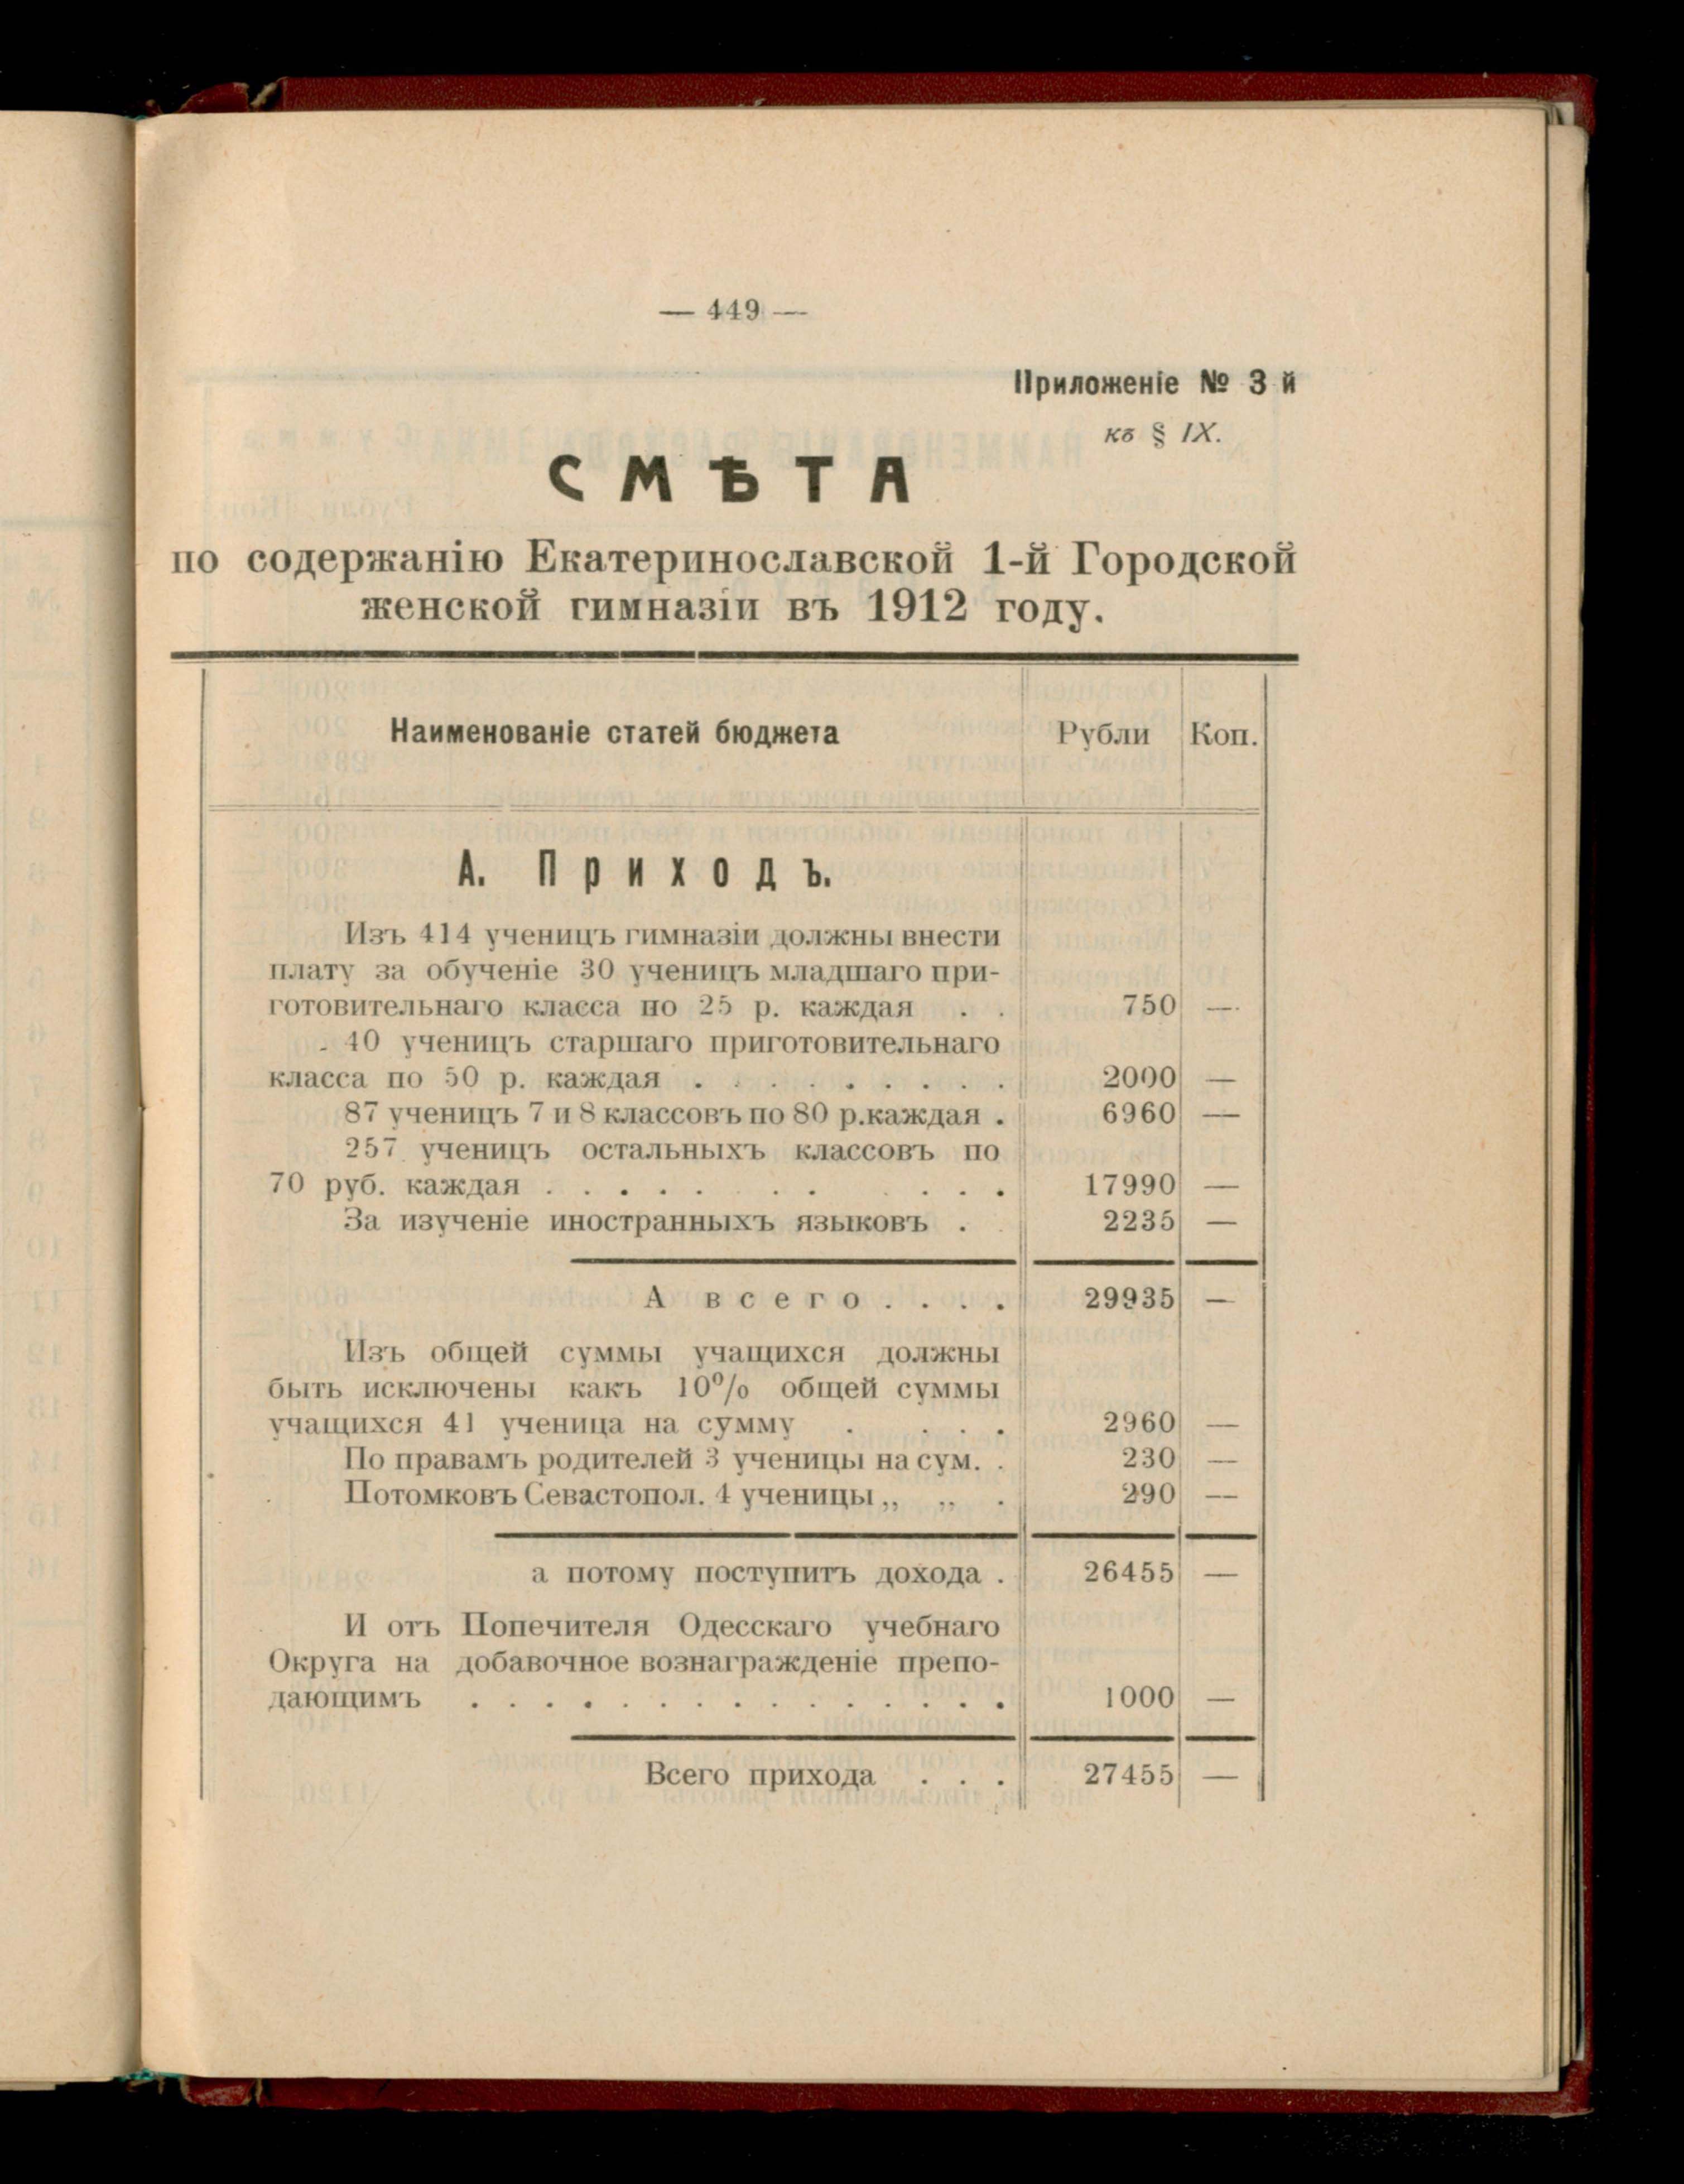 — 449 —
Приложеніе № 3 й
къ § IX.
СМѢТА
по содержанію Екатеринославской 1-й Городской
женской гимназіи въ 1912 году.
Наименованіе статей бюджета Рубли Коп.
А. Приходъ.
Изъ 414 ученицъ гимназіи должны внести
плату за обученіе 30 ученицъ младшаго при-
готовительнаго класса по 25 р. каждая . . 750 —
40 ученицъ старшаго приготовительнаго
класса по 50 р. каждая . . . . . . . . . 2000 —
87 ученицъ 7 и 8 классовъ по 80 р.каждая . 6960 —
257 ученицъ остальныхъ классовъ по
70 руб. каждая . . . . . . . . . . 17990 —
За изученіе иностранныхъ языковъ . 2235 —
А всего . . . . 29935 —
Изъ общей суммы учащихся должны
быть исключены какъ 10% общей суммы
учащихся 41 ученица на сумму . . . . 2960 —
По правамъ родителей 3 ученицы на сум. . 230 —
Потомковъ Севастопол. 4 ученицы „ „ . 290 —
а потому поступитъ дохода . 26455 —
И отъ Попечителя Одесскаго учебнаго
Округа на добавочное вознагражденіе препо-
дающимъ . . . . . . . . . . . . . . . 1000 —
Всего прихода . . . 27455 —